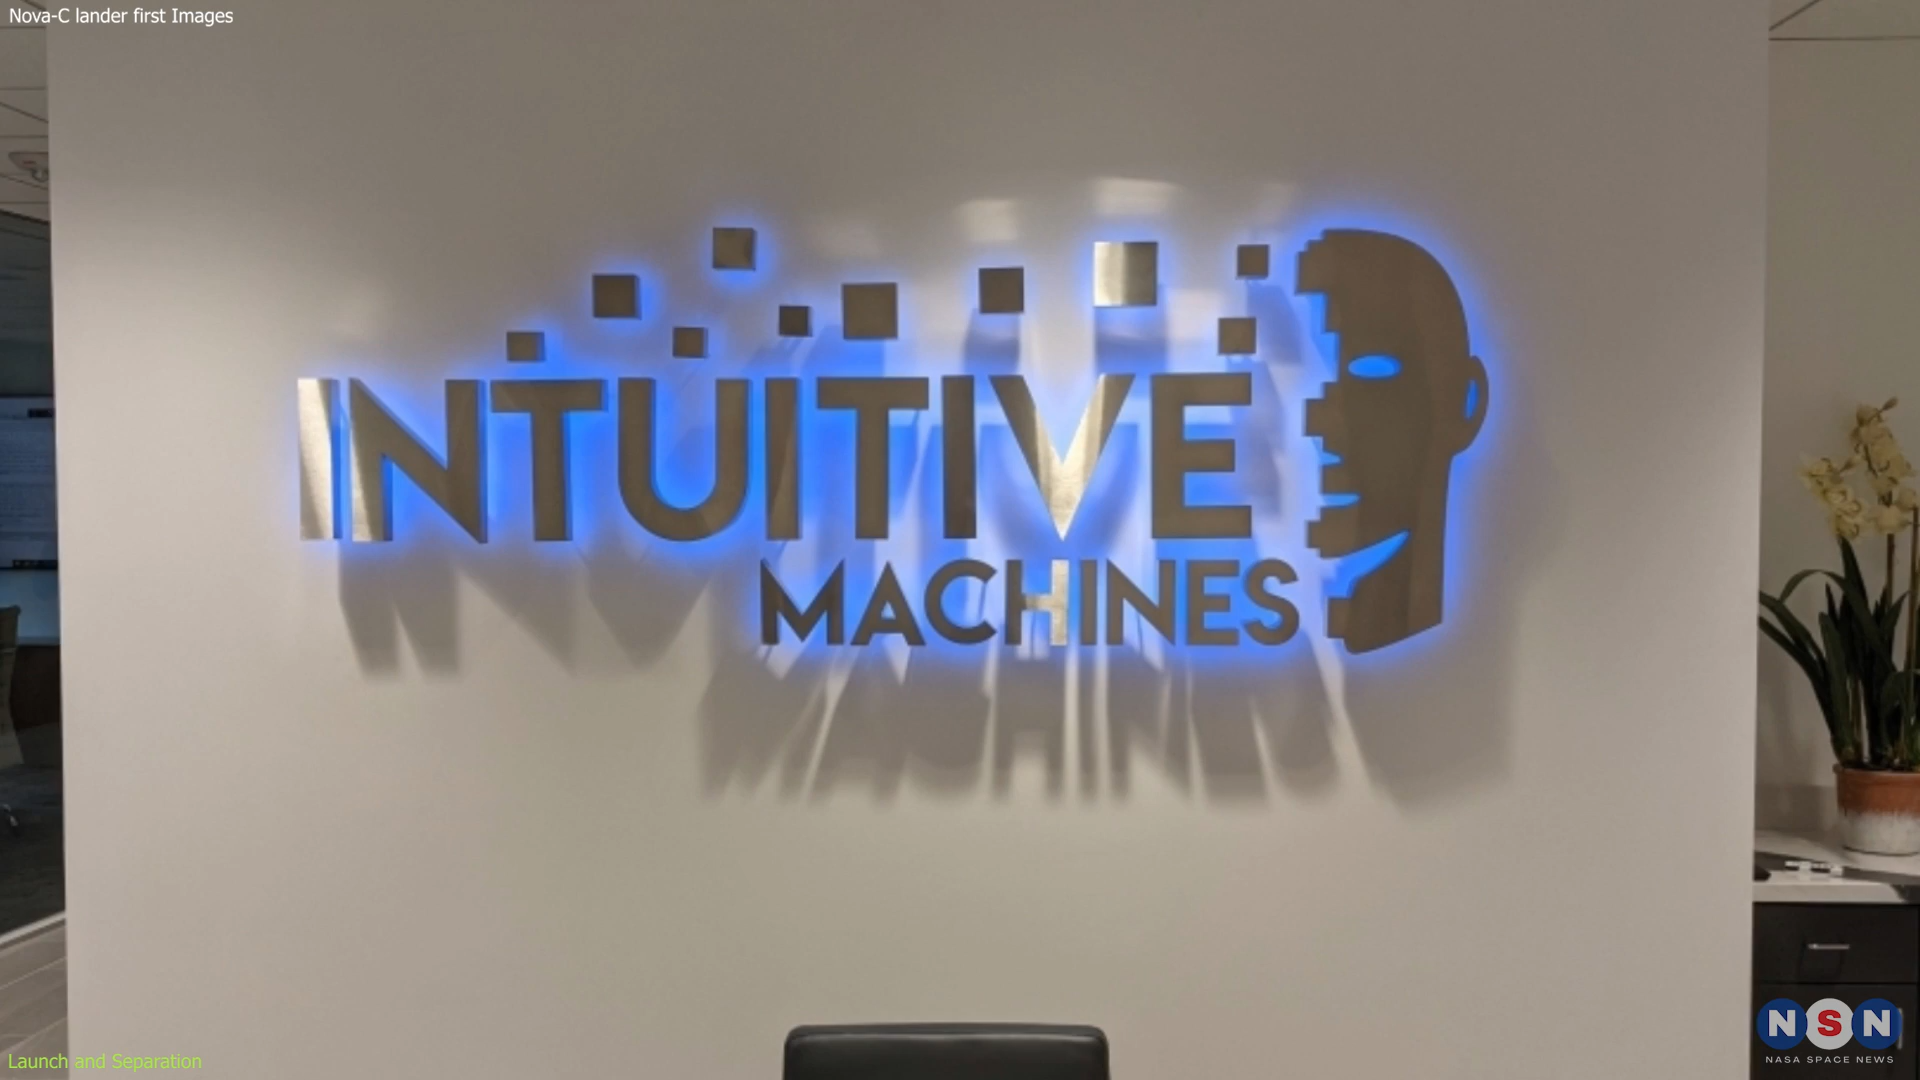 Nova-C lander first Images
INTUITIVE
MACHINES
Launch and Separation
NSN
NASA SPACE NEWS